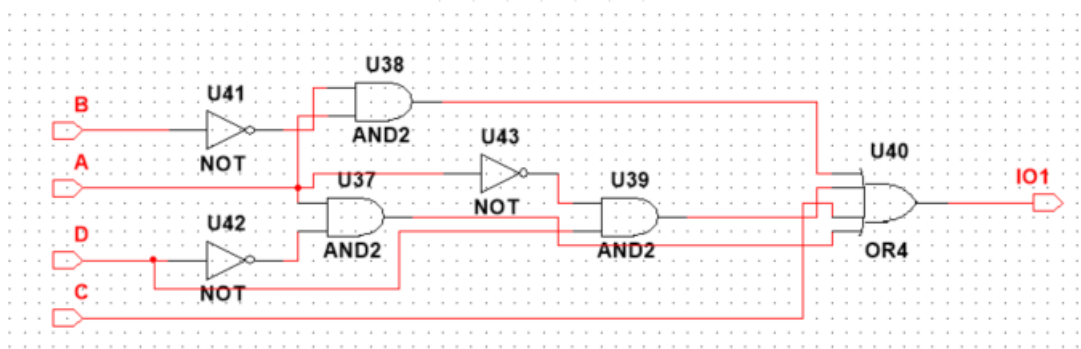 U38
U41
B
AND2
U43
NOT
U40
A
U37
U39
IO1
NOT
U42
D
AND2
AND2
OR4
C
NOT